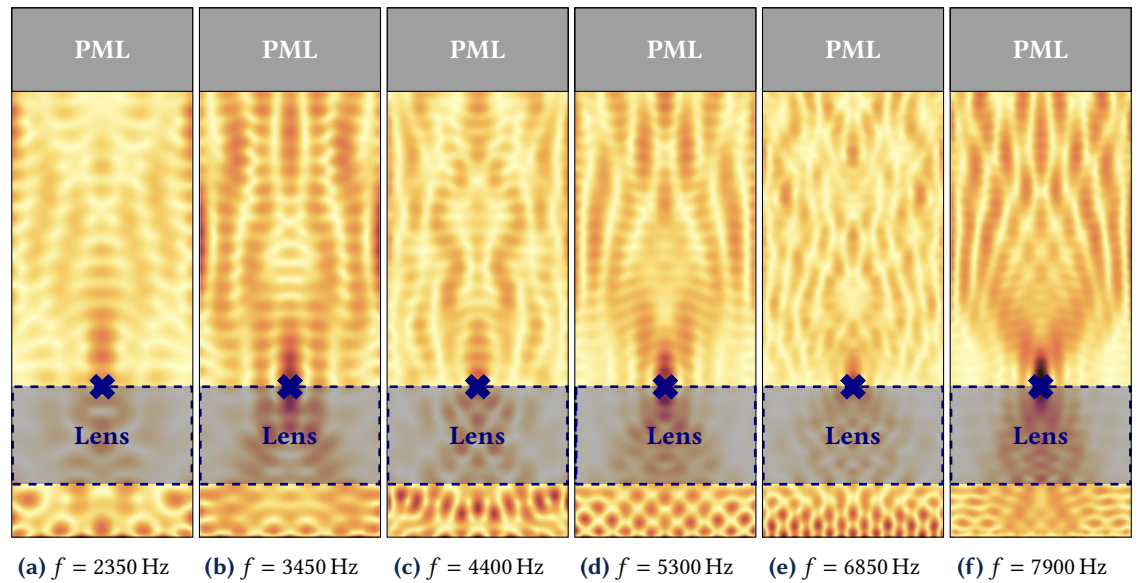 PML PML PML PML PML PML
Lens Lens Lens Lens Lens Lens
(a) f = 2350 Hz (b) f = 3450 Hz (c) f = 4400 Hz (d) f = 5300 Hz (e) f = 6850 Hz (f) f = 7900 Hz